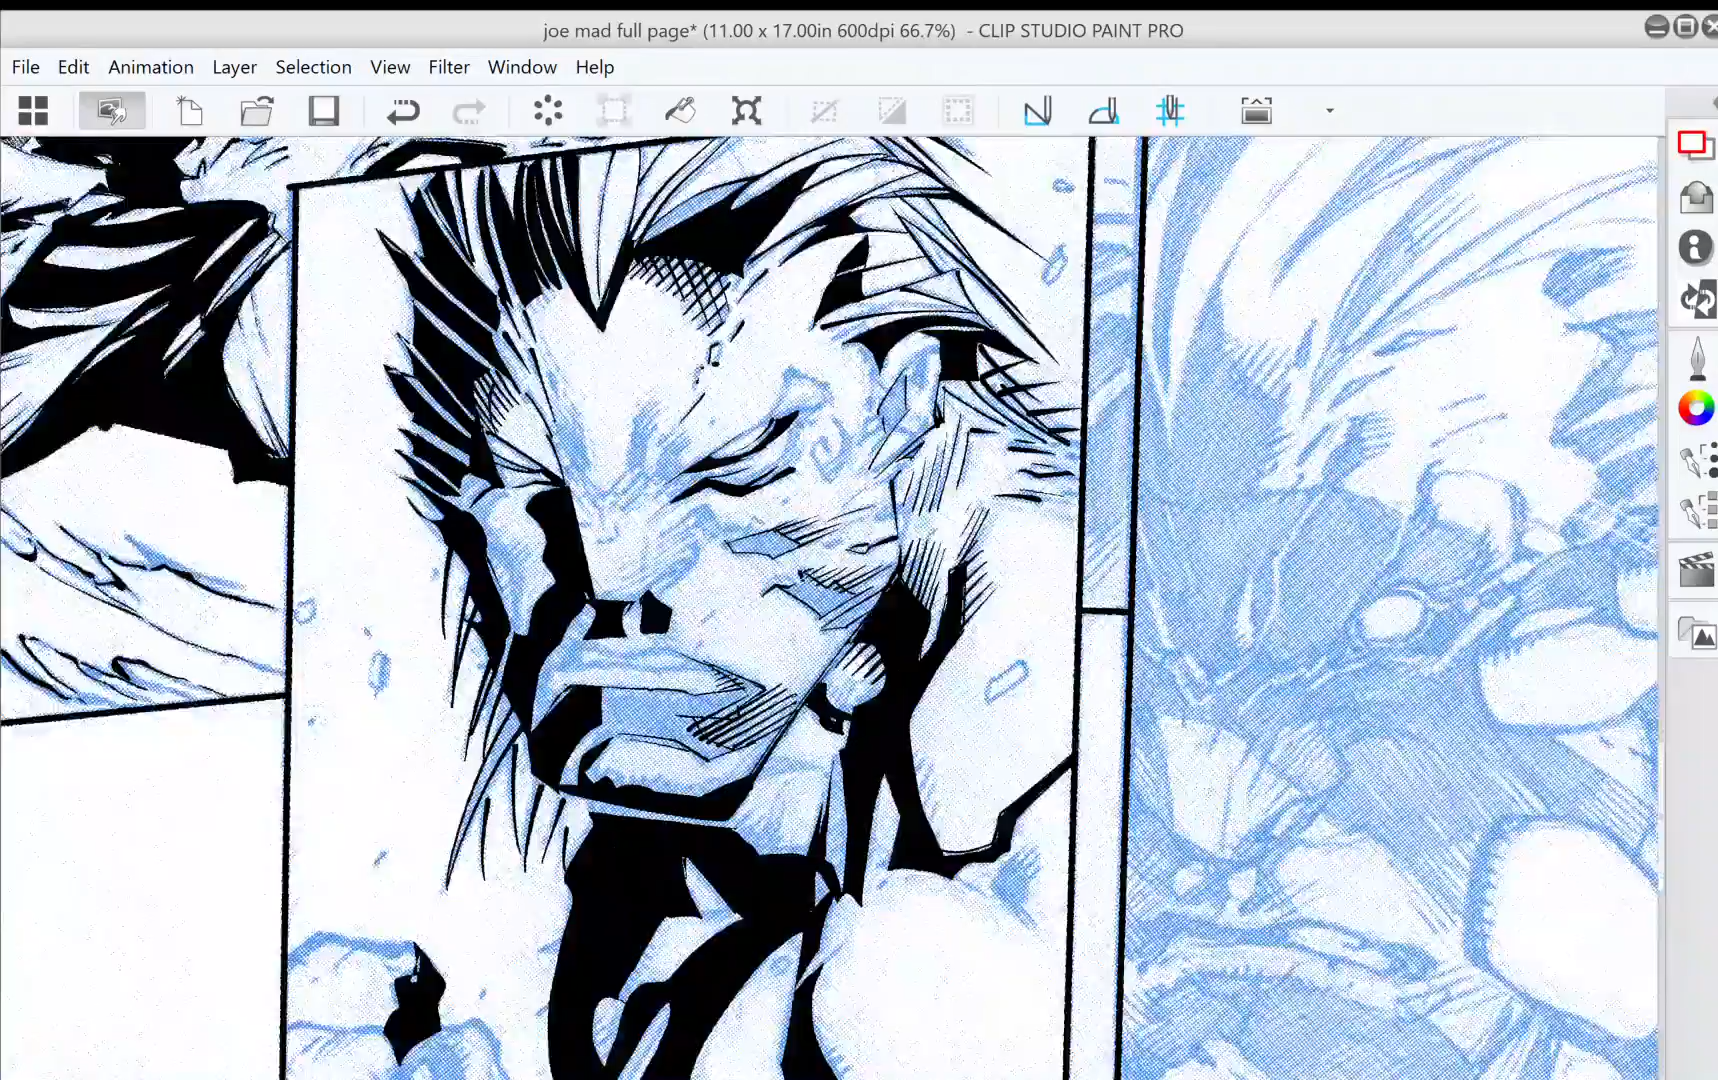 joe mad full page* (11.00 x 17.00in 600dpi 66.7%) - CLIP STUDIO PAINT PRO
File Edit Animation Layer Selection View Filter Window Help